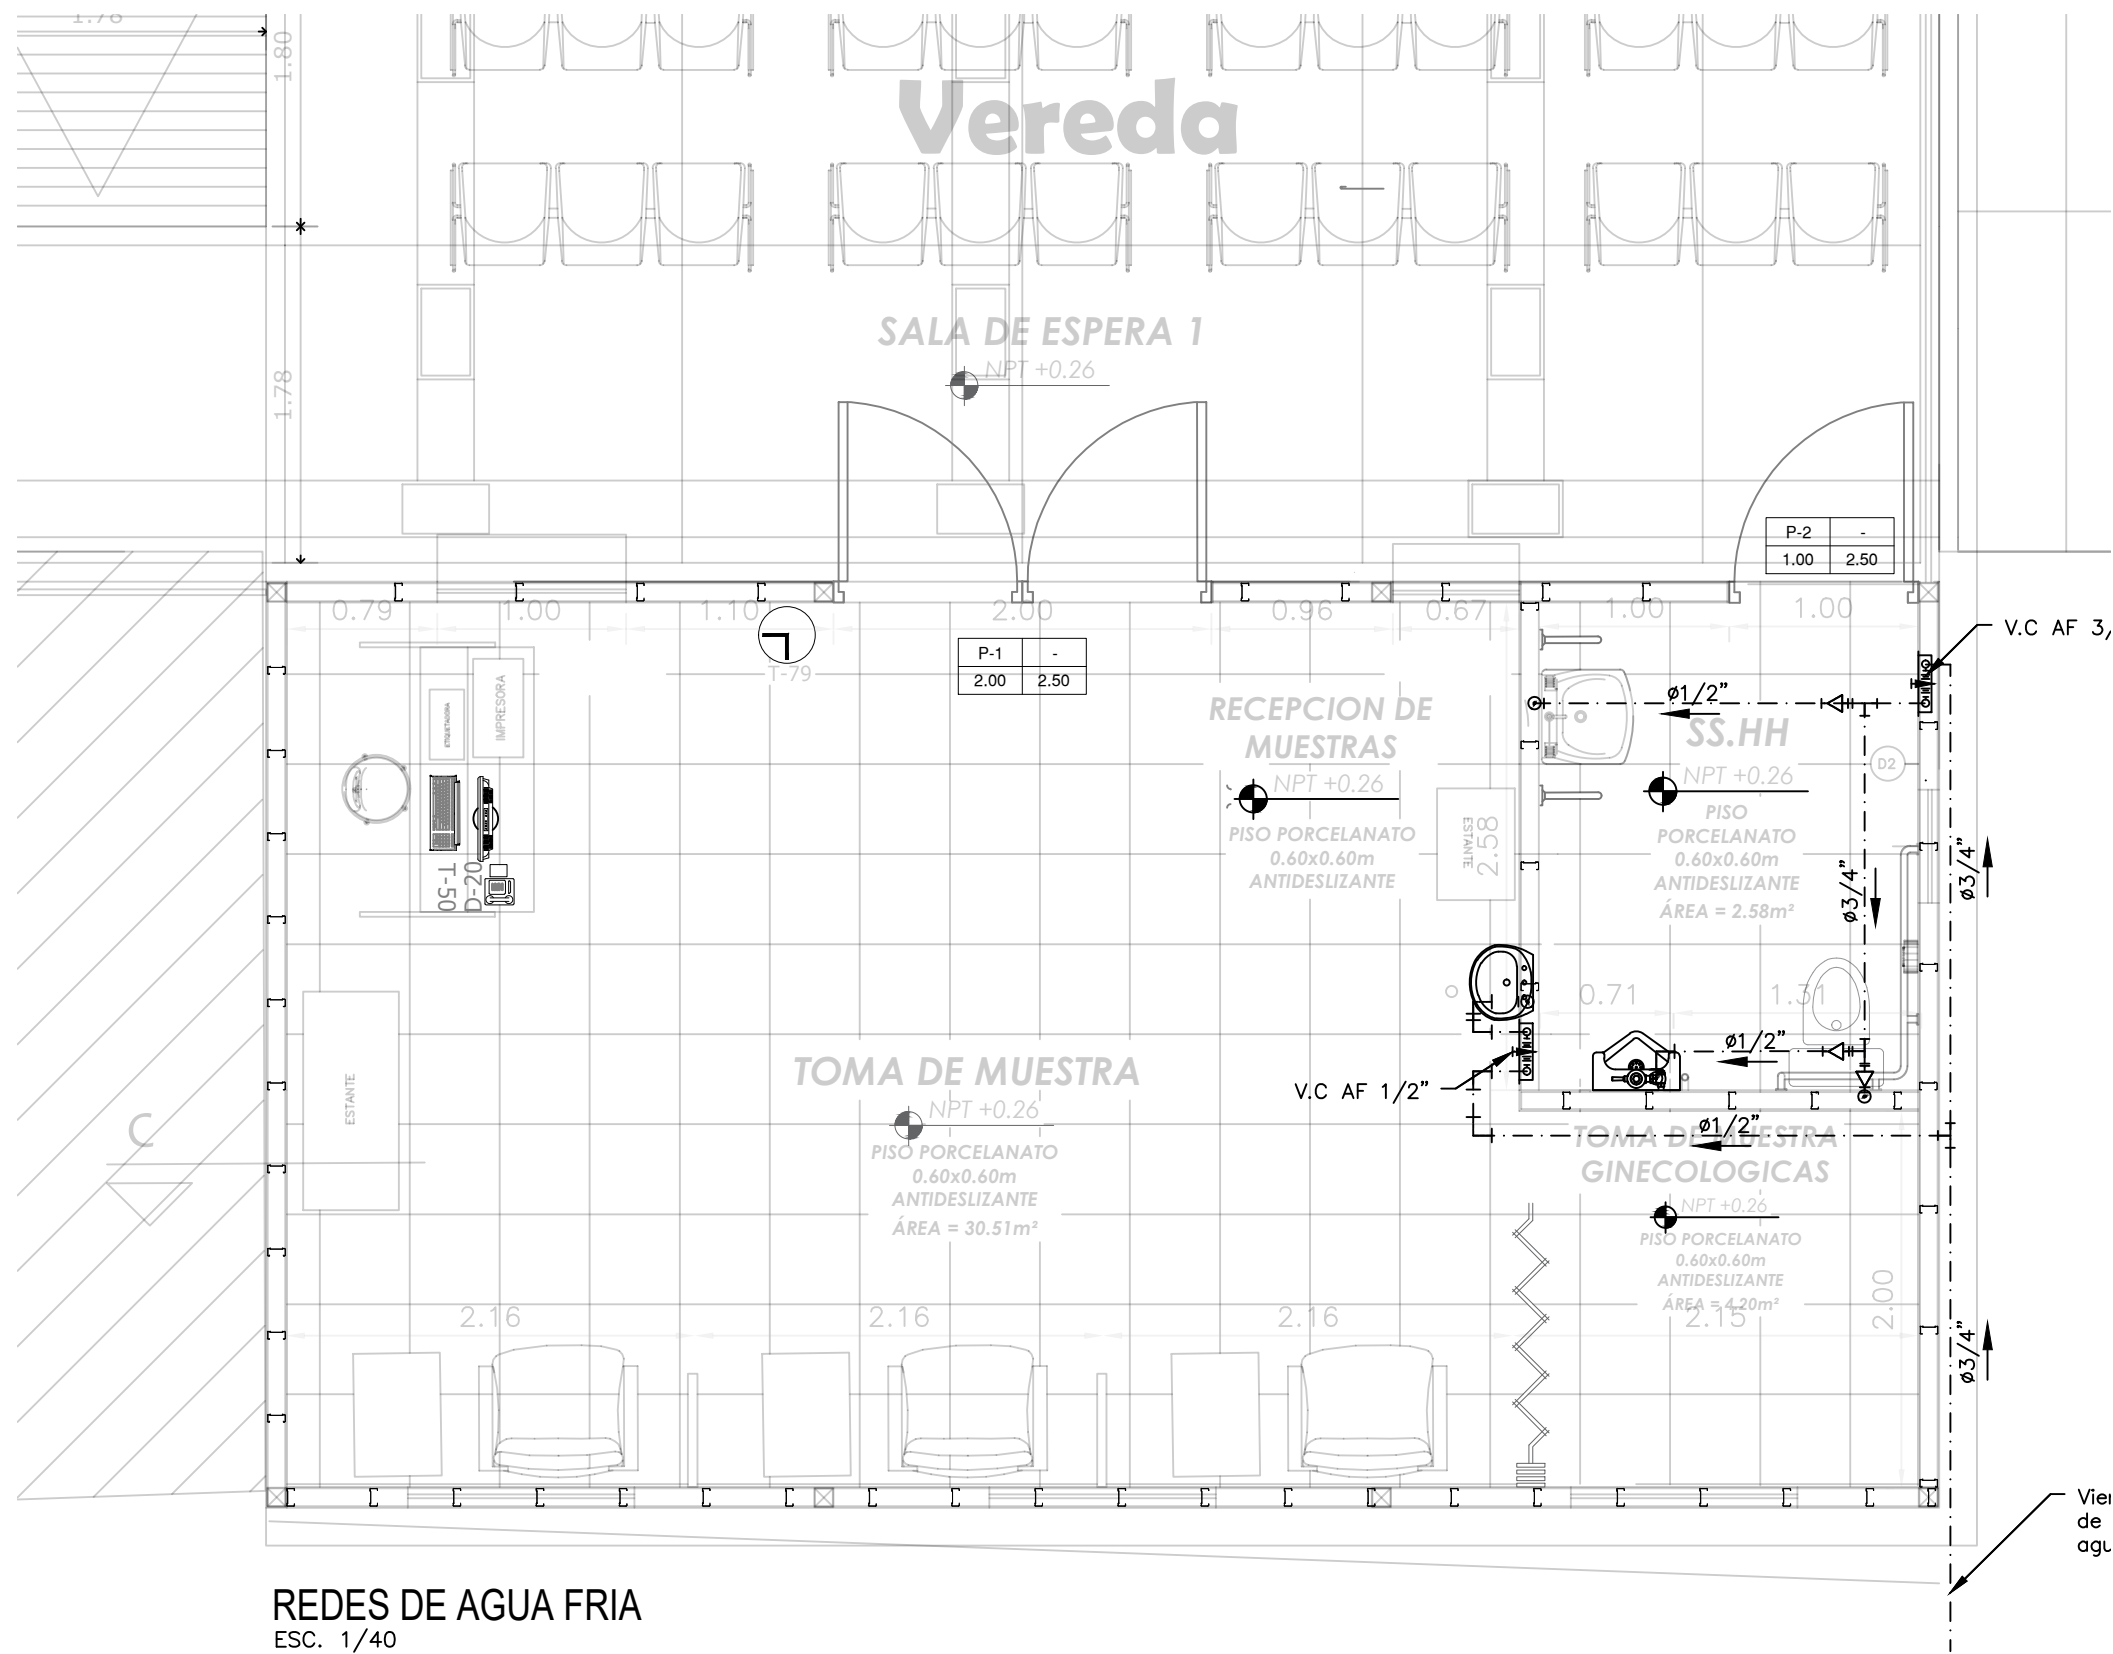 1.78
1.80
Vereda
SALA DE ESPERA 1
NPT +0.26
1.78
P-2 -
1.00 2.50
0.79 1.00 1.10 2.00 0.96 0.67 1.00 1.00
V.C AF 3/
T-79
P-1 -
2.00 2.50
IMPRESORA
ETIQUETADORA
RECEPCION DE
MUESTRAS
NPT +0.26
PISO PORCELANATO
0.60x0.60m
ANTIDESLIZANTE
ESTANTE
2.58
ø1/2"
SS.HH
NPT +0.26
D2
PISO
PORCELANATO
0.60x0.60m
ANTIDESLIZANTE
ÁREA = 2.58m²
ø3/4"
ø3/4"
T-50
D-20
0.71 1.31
ø1/2"
V.C AF 1/2"
ESTANTE
C
TOMA DE MUESTRA
NPT +0.26
PISO PORCELANATO
0.60x0.60m
ANTIDESLIZANTE
ÁREA = 30.51m²
ø1/2"
TOMA DE MUESTRA
GINECOLOGICAS
NPT +0.26
PISO PORCELANATO
0.60x0.60m
ANTIDESLIZANTE
ÁREA = 4.20m²
2.00
ø3/4"
2.16 2.16 2.16 2.15
Vier
de
agu
REDES DE AGUA FRIA
ESC. 1/40